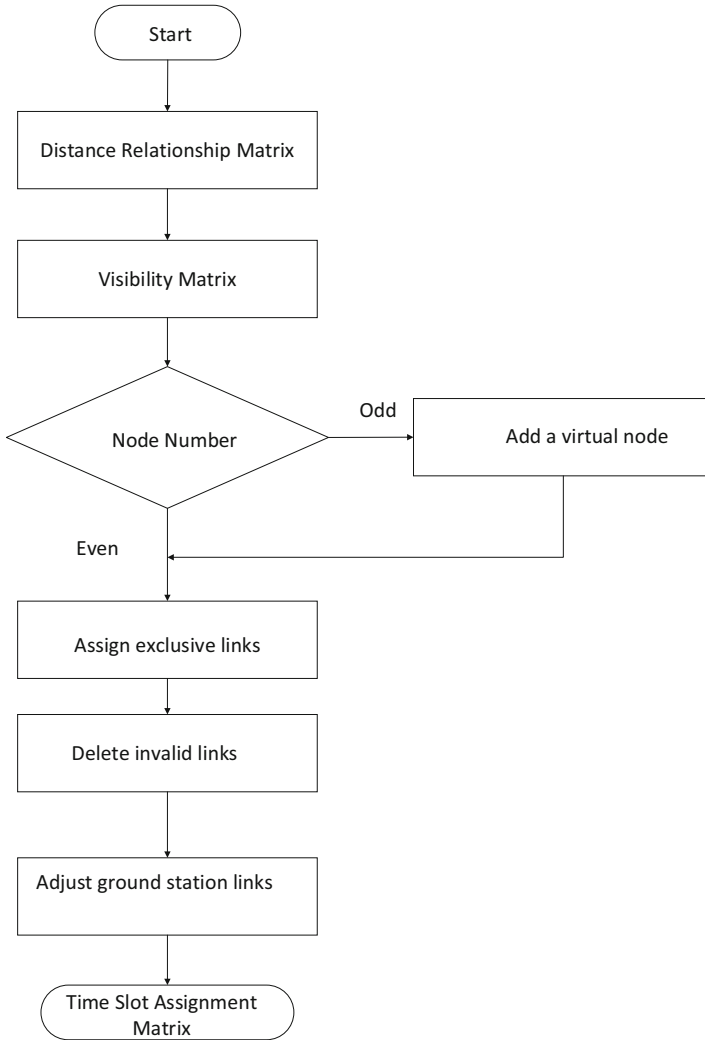 Start
Distance Relationship Matrix
Visibility Matrix
Node Number
Odd
Add a virtual node
Even
Assign exclusive links
Delete invalid links
Adjust ground station links
Time Slot Assignment
Matrix